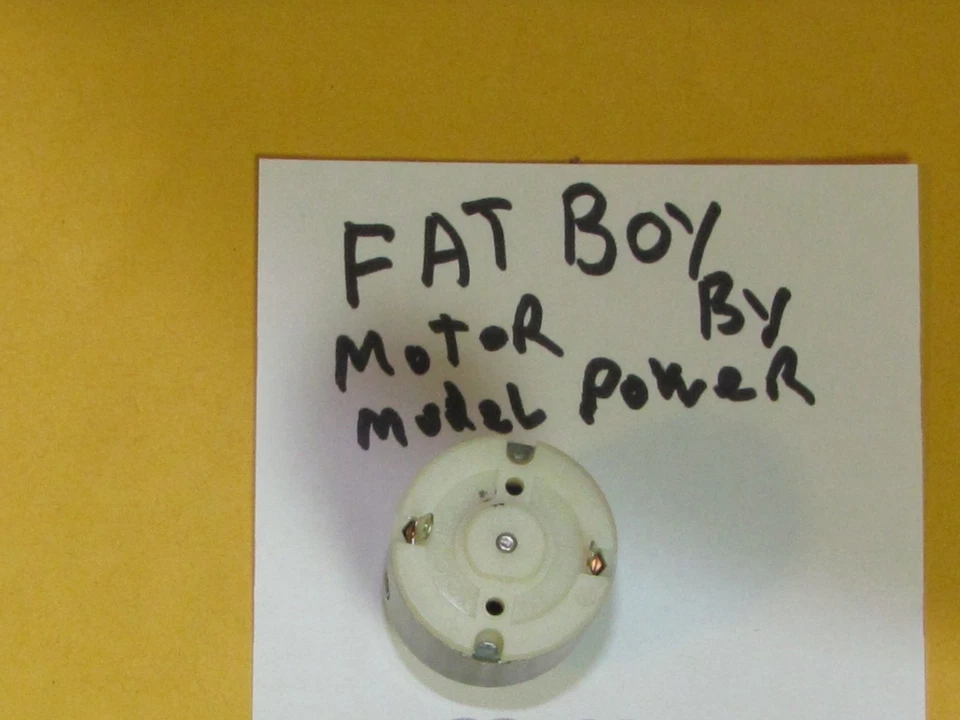 FAT BOY
BY
MOTOR
MODEL POWER